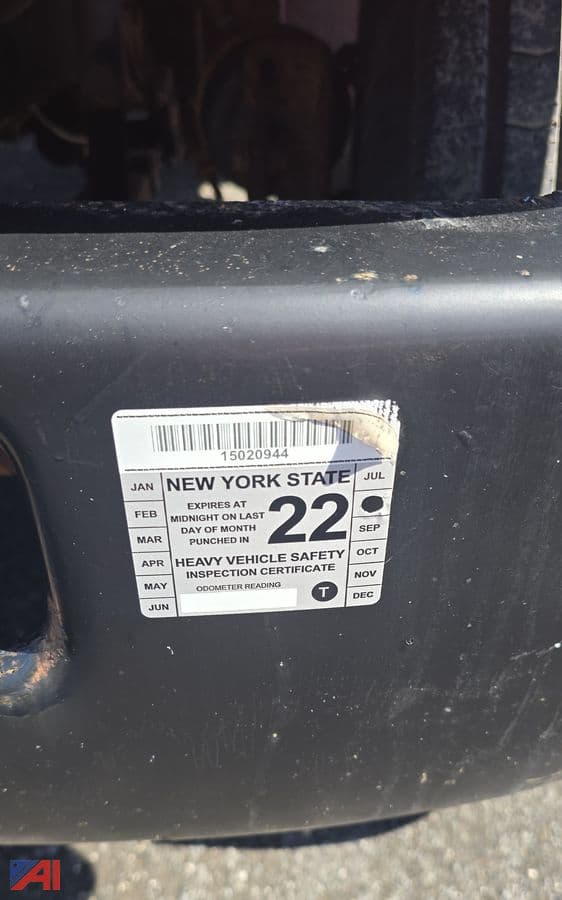 15020944
NEW YORK STATE
EXPIRES AT
MIDNIGHT ON LAST
DAY OF MONTH
PUNCHED IN
22
HEAVY VEHICLE SAFETY
INSPECTION CERTIFICATE
ODOMETER READING
T
JAN
FEB
MAR
APR
MAY
JUN
JUL
SEP
OCT
NOV
DEC
AI